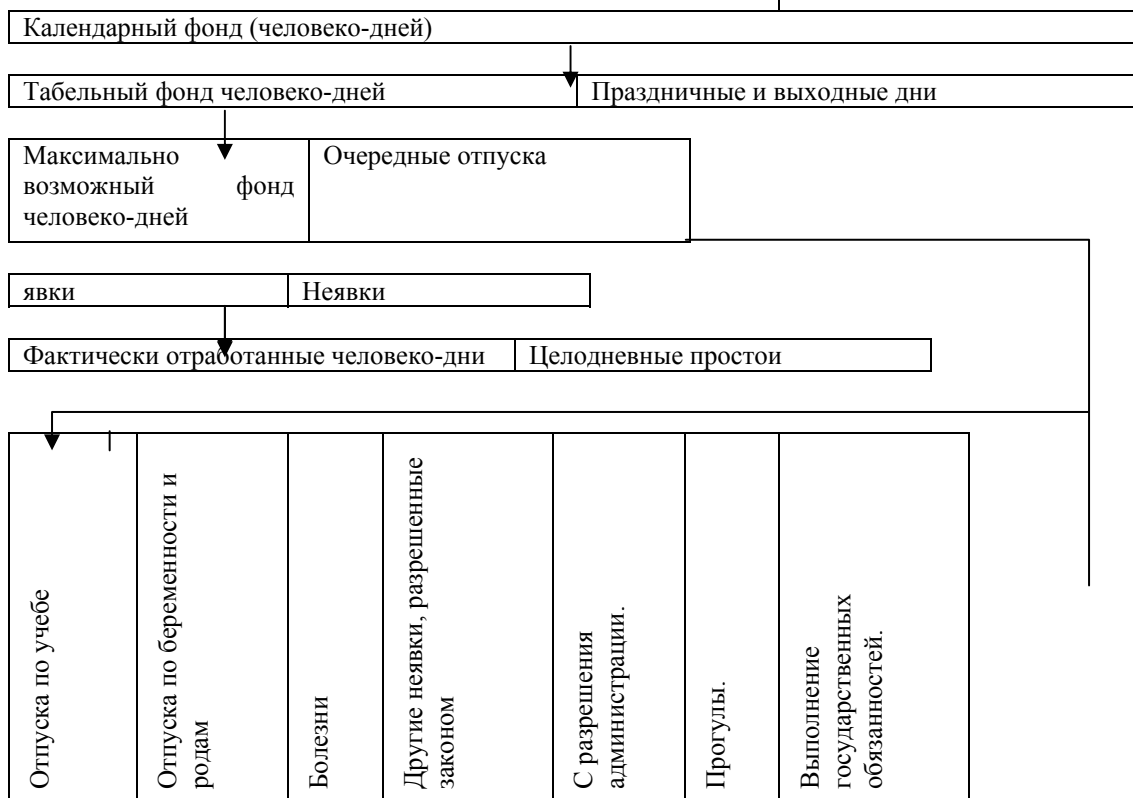 Календарный фонд (человеко-дней)
Табельный фонд человеко-дней
Праздничные и выходные дни
Максимально
возможный фонд
человеко-дней
Очередные отпуска
явки
Неявки
Фактически отработанные человеко-дни
Целодневные простои
Отпуска по учебе
Отпуска по беременности и
родам
Болезни
Другие неявки, разрешенные
законом
С разрешения
администрации.
Прогулы.
Выполнение
государственных
обязанностей.